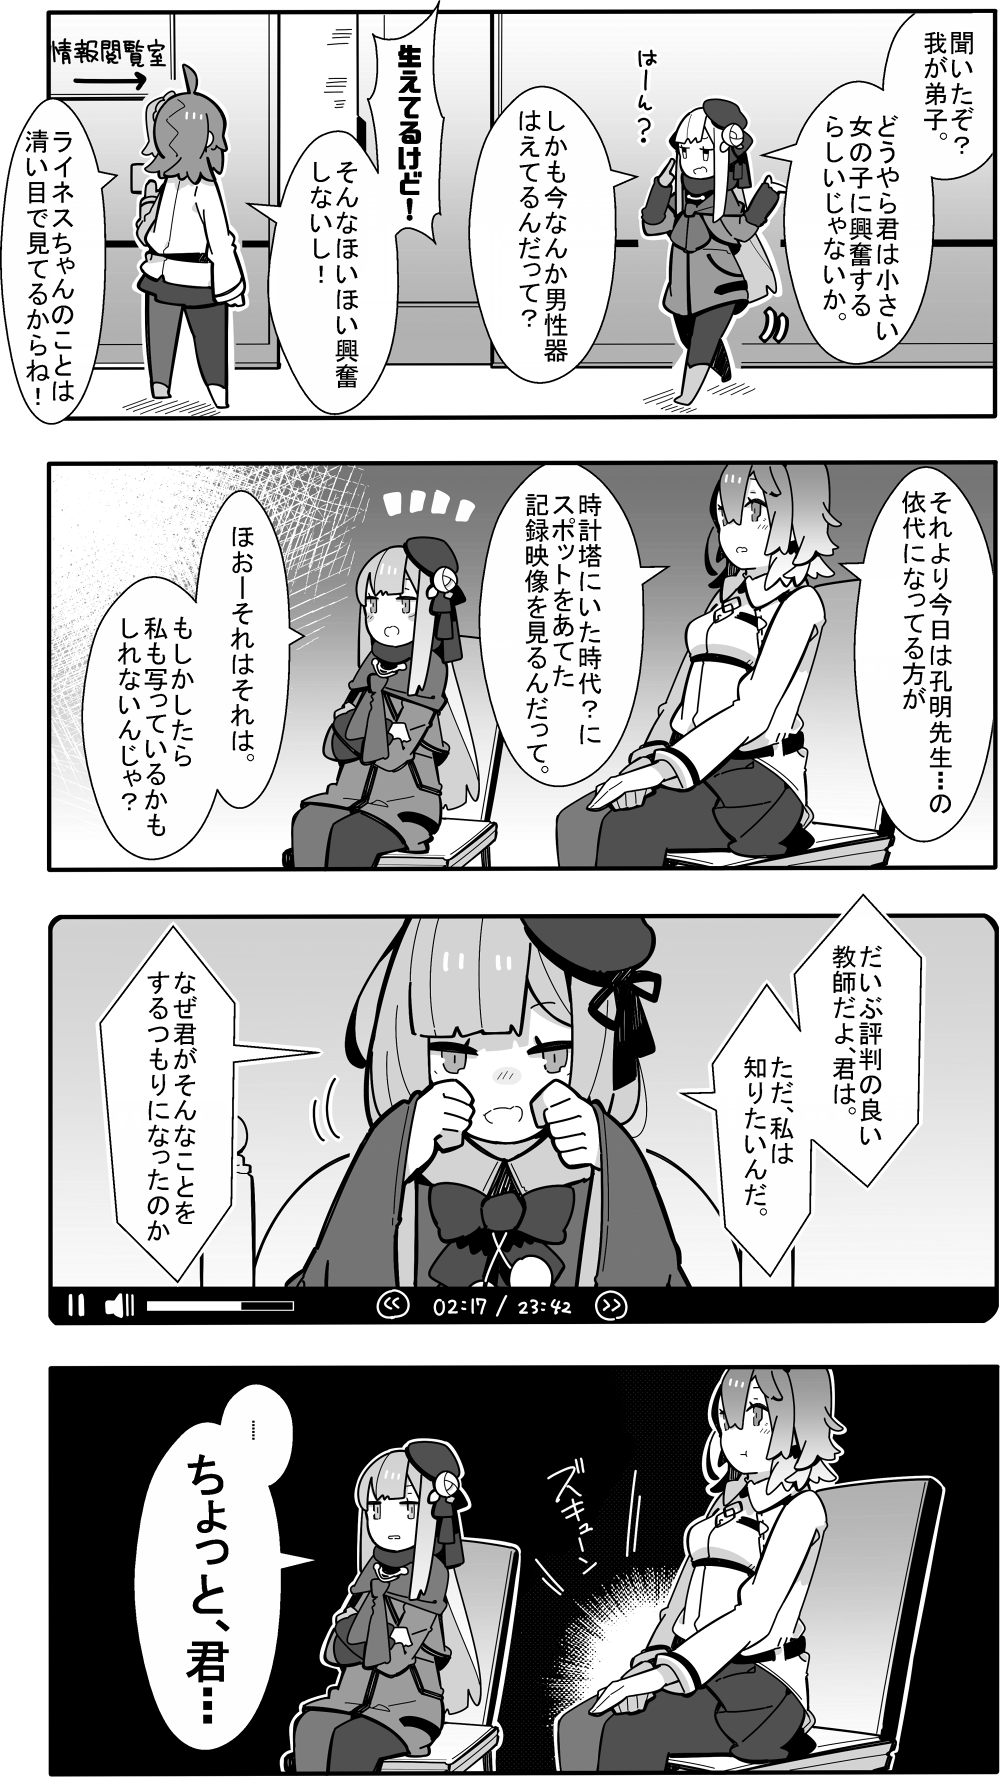 聞いたぞ?
我が弟子。
どうやら君は小さい
女の子に興奮する
らしいじゃないか。
はーん?
しかも今なんか男性器
はえてるんだって?
生えてるけど!
そんなほいほい興奮
しないし!
情報閲覧室
ライネスちゃんのことは
清い目で見てるからね!
それより今日は孔明先生…の
依代になってる方が
時計塔にいた時代?に
スポットをあてた
記録映像を見るんだって。
ほおーそれはそれは。
もしかしたら
私も写っているかも
しれないんじゃ?
だいぶ評判の良い
教師だよ、君は。
ただ、私は
知りたいんだ。
なぜ君がそんなことを
するつもりになったのか
02:17 / 23:42
ズキューン
……
ちょっと、君…